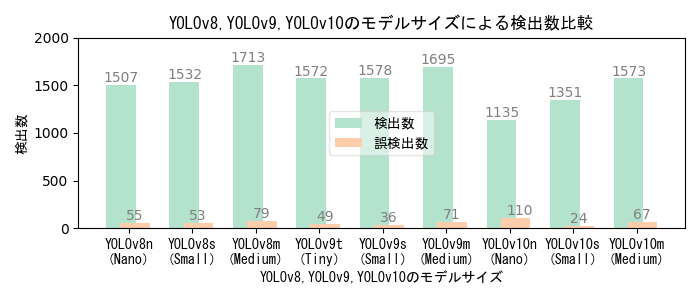 YOLOv8,YOLOv9,YOLOv10のモデルサイズによる検出数比較
2000
1500
1000
500
0
検出数
1507
1532
1713
1572
1578
1695
1135
1351
1573
検出数
誤検出数
55
53
79
49
36
71
110
24
67
YOLOv8n
(Nano)
YOLOv8s
(Small)
YOLOv8m
(Medium)
YOLOv9t
(Tiny)
YOLOv9s
(Small)
YOLOv9m
(Medium)
YOLOv10n
(Nano)
YOLOv10s
(Small)
YOLOv10m
(Medium)
YOLOv8,YOLOv9,YOLOv10のモデルサイズ